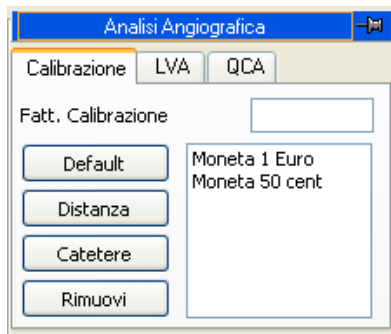 Analisi Angiografica
Calibrazione LVA QCA
Fatt. Calibrazione
Default
Distanza
Catetere
Rimuovi
Moneta 1 Euro
Moneta 50 cent